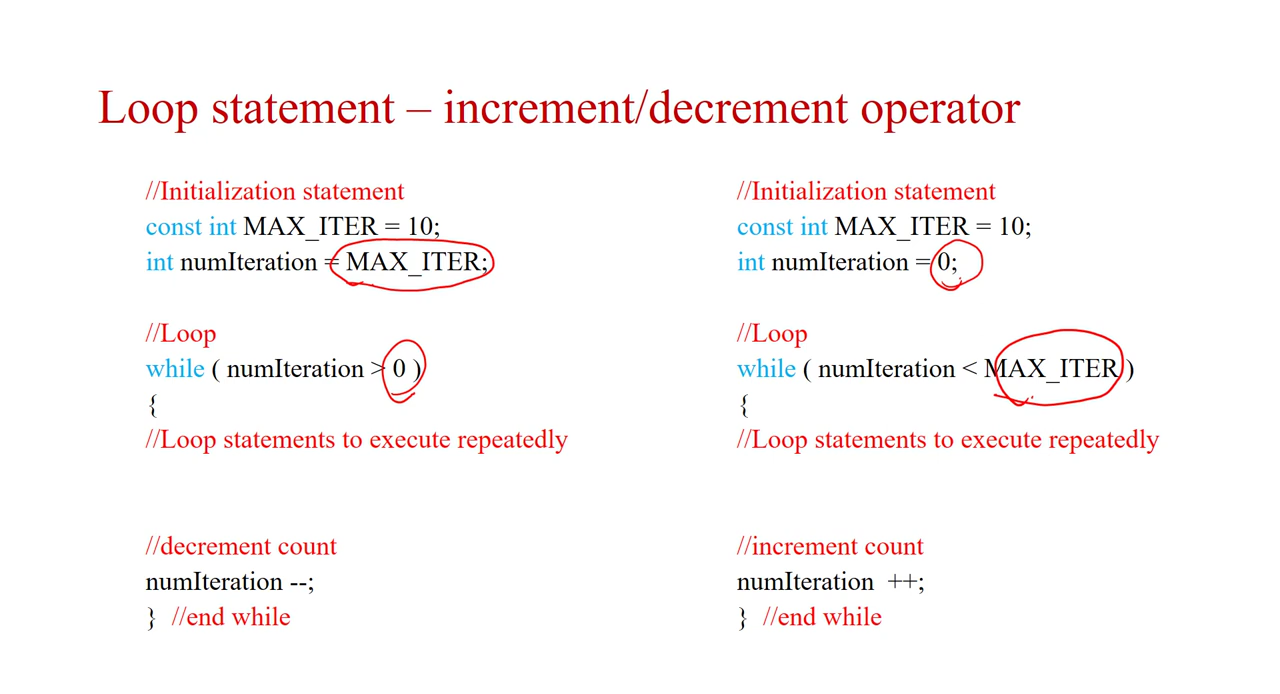 Loop statement – increment/decrement operator
//Initialization statement
const int MAX_ITER = 10;
int numIteration = MAX_ITER;
//Loop
while ( numIteration > 0 )
{
//Loop statements to execute repeatedly
//decrement count
numIteration --;
} //end while
//Initialization statement
const int MAX_ITER = 10;
int numIteration = 0;
//Loop
while ( numIteration < MAX_ITER )
{
//Loop statements to execute repeatedly
//increment count
numIteration ++;
} //end while